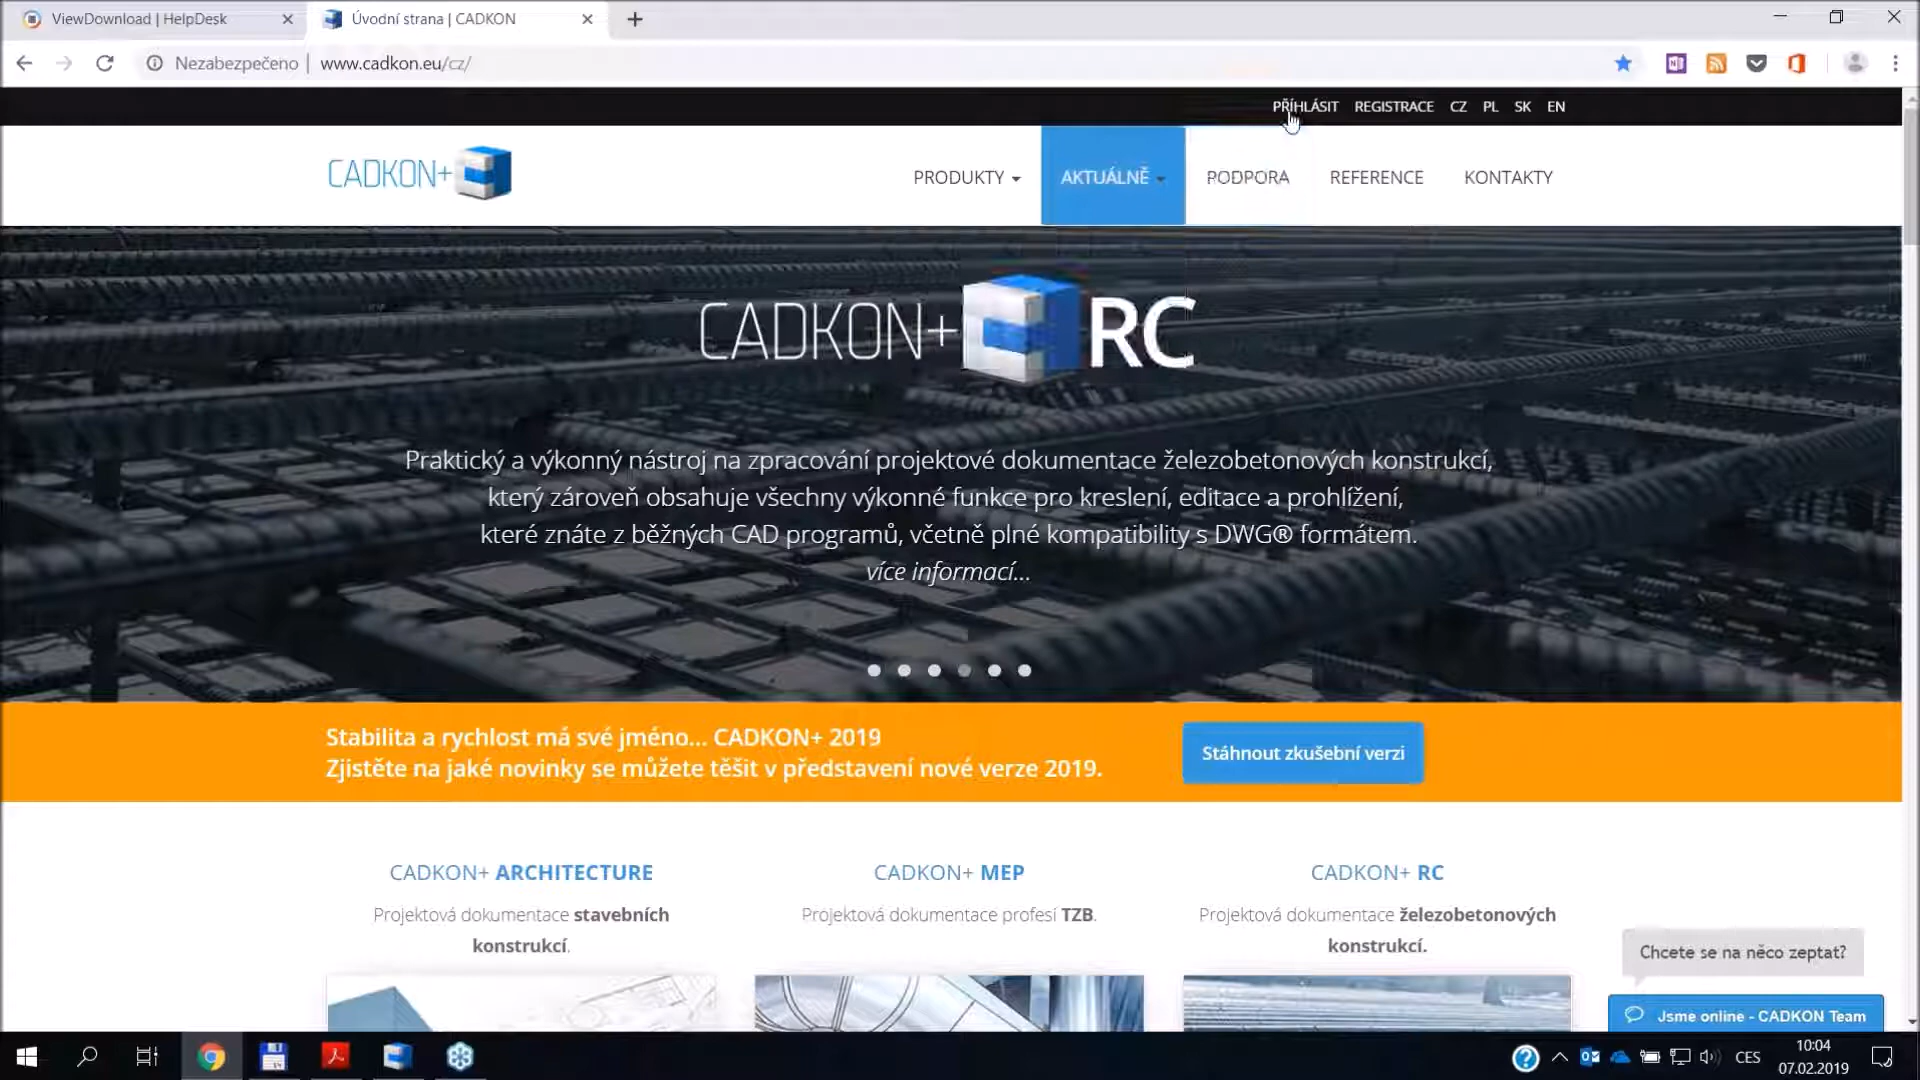 ViewDownload | HelpDesk
Úvodní strana | CADKON
Nezabezpečeno | www.cadkon.eu/cz/
PŘÍHLÁSIT REGISTRACE CZ PL SK EN
CADKON+
PRODUKTY AKTUÁLNĚ PODPORA REFERENCE KONTAKTY
CADKON+ RC
Praktický a výkonný nástroj na zpracování projektové dokumentace železobetonových konstrukcí,
který zároveň obsahuje všechny výkonné funkce pro kreslení, editace a prohlížení,
které znáte z běžných CAD programů, včetně plné kompatibility s DWG® formátem.
více informací...
Stabilita a rychlost má své jméno... CADKON+ 2019
Zjistěte na jaké novinky se můžete těšit v představení nové verze 2019.
Stáhnout zkušební verzi
CADKON+ ARCHITECTURE
Projektová dokumentace stavebních
konstrukcí.
CADKON+ MEP
Projektová dokumentace profesí TZB.
CADKON+ RC
Projektová dokumentace železobetonových
konstrukcí.
Chcete se na něco zeptat?
Jsme online - CADKON Team
CES
10:04
07.02.2019